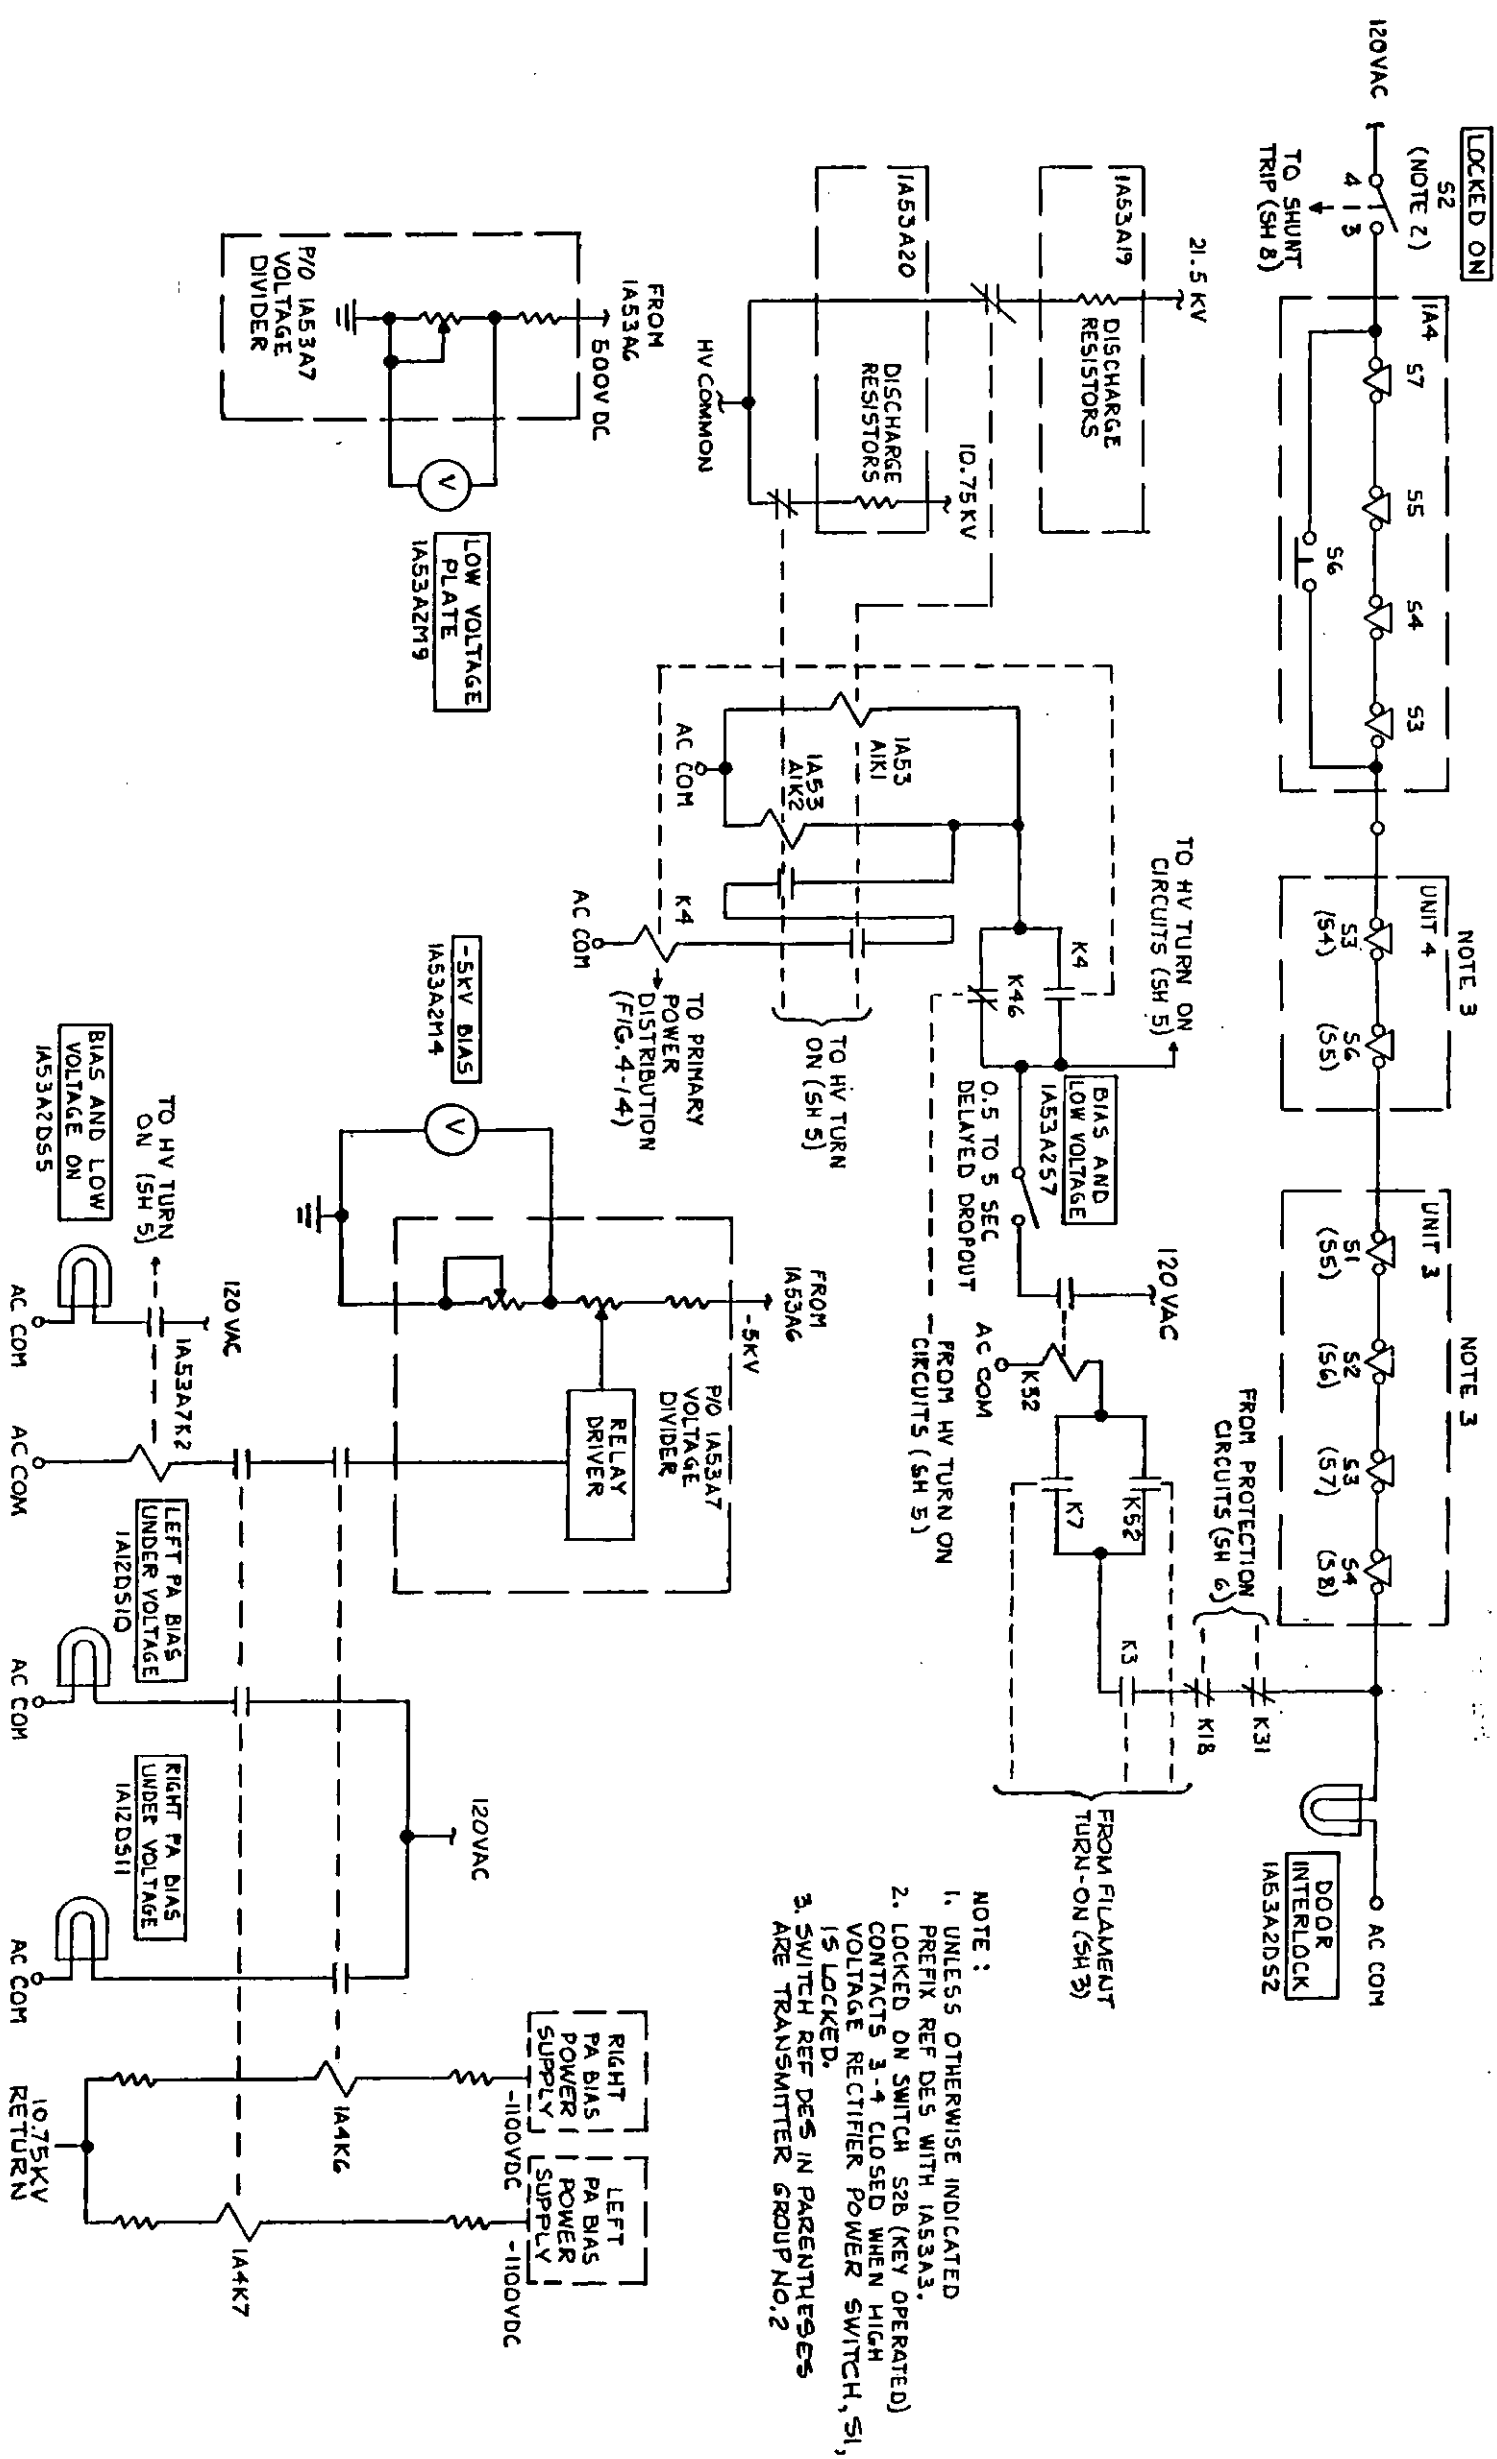 120VAC
LOCKED ON
S2
(NOTE 2)
4
3
TO SHUNT
TRIP (SH 8)
1A4
S7
S5
S4
S3
S6
NOTE 3
UNIT 4
S3
(S4)
S6
(S5)
NOTE 3
UNIT 3
S1
(S5)
S2
(S6)
S3
(S7)
S4
(S8)
AC COM
DOOR
INTERLOCK
1A53A2DS2
FROM PROTECTION
CIRCUITS (SH 6)
K31
K18
K3
K52
K7
FROM FILAMENT
TURN-ON (SH 3)
120VAC
K32
AC COM
BIAS AND
LOW VOLTAGE
1A53A2S7
0.5 TO 5 SEC
DELAYED DROPOUT
FROM HV TURN ON
CIRCUITS (SH 5)
TO HV TURN ON
CIRCUITS (SH 5)
K4
K46
1A53A19
21.5 KV
DISCHARGE
RESISTORS
1A53A20
DISCHARGE
RESISTORS
10.75 KV
HV COMMON
1A53
A1K1
1A53
A1K2
AC COM
K4
AC COM
TO HV TURN
ON (SH 5)
TO PRIMARY
POWER
DISTRIBUTION
(FIG. 4-14)
FROM
1A53A6
500V DC
P/O 1A53A7
VOLTAGE
DIVIDER
V
LOW VOLTAGE
PLATE
1A53A2M9
-5KV BIAS
1A53A2M4
V
FROM
1A53A6
-5KV
P/O 1A53A7
VOLTAGE
DIVIDER
RELAY
DRIVER
BIAS AND LOW
VOLTAGE ON
1A53A2DS5
TO HV TURN
ON (SH 5)
120 VAC
1A53A7K2
AC COM
AC COM
LEFT PA BIAS
UNDER VOLTAGE
1A12DS10
AC COM
RIGHT PA BIAS
UNDER VOLTAGE
1A12DS11
AC COM
120VAC
RIGHT
PA BIAS
POWER
SUPPLY
-1100VDC
LEFT
PA BIAS
POWER
SUPPLY
-1100VDC
1A4K6
1A4K7
10.75KV
RETURN
NOTE:
1. UNLESS OTHERWISE INDICATED
PREFIX REF DES WITH 1A53A3.
2. LOCKED ON SWITCH S2B (KEY OPERATED)
CONTACTS 3-4 CLOSED WHEN HIGH
VOLTAGE RECTIFIER POWER SWITCH, S1,
IS LOCKED.
3. SWITCH REF DES IN PARENTHESES
ARE TRANSMITTER GROUP NO.2